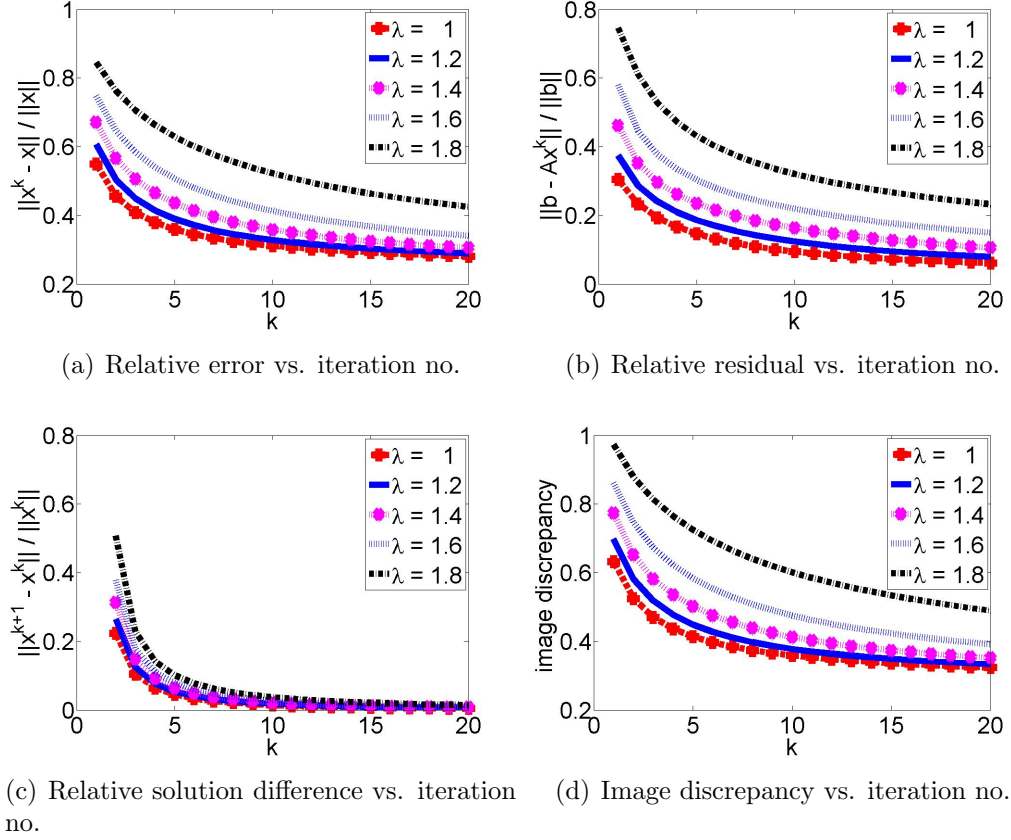 1
0.8
0.6
0.4
0.2
0
5
10
15
20
k
||x^k - x|| / ||x||
λ = 1
λ = 1.2
λ = 1.4
λ = 1.6
λ = 1.8
(a) Relative error vs. iteration no.
0.8
0.6
0.4
0.2
0
0
5
10
15
20
k
||b - Ax^k|| / ||b||
λ = 1
λ = 1.2
λ = 1.4
λ = 1.6
λ = 1.8
(b) Relative residual vs. iteration no.
0.8
0.6
0.4
0.2
0
0
5
10
15
20
k
||x^{k+1} - x^k|| / ||x^k||
λ = 1
λ = 1.2
λ = 1.4
λ = 1.6
λ = 1.8
(c) Relative solution difference vs. iteration
no.
1
0.8
0.6
0.4
0.2
0
5
10
15
20
k
image discrepancy
λ = 1
λ = 1.2
λ = 1.4
λ = 1.6
λ = 1.8
(d) Image discrepancy vs. iteration no.